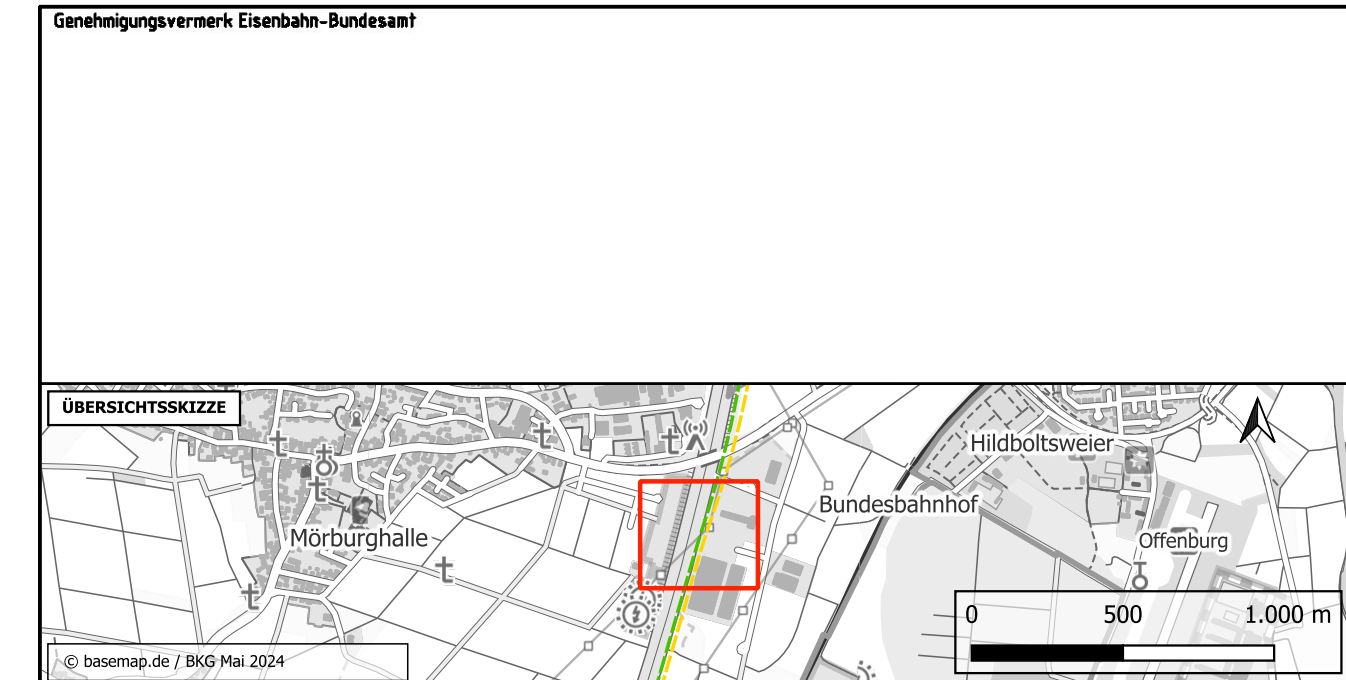 Genehmigungsvermerk Eisenbahn-Bundesamt
ÜBERSICHTSSKIZZE
Hildboltsweier
Bundesbahnhof
Mörburghalle
Offenburg
0 500 1.000 m
© basemap.de / BKG Mai 2024